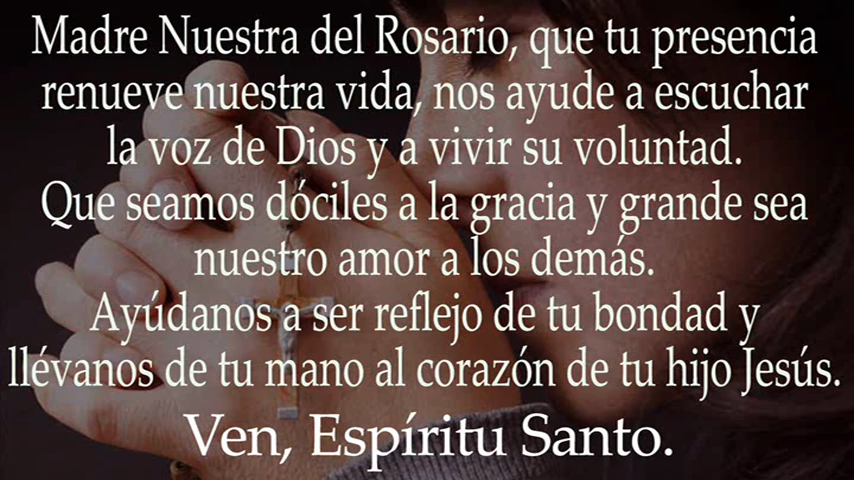 Madre Nuestra del Rosario, que tu presencia
renueve nuestra vida, nos ayude a escuchar
la voz de Dios y a vivir su voluntad.
Que seamos dóciles a la gracia y grande sea
nuestro amor a los demás.
Ayúdanos a ser reflejo de tu bondad y
llévanos de tu mano al corazón de tu hijo Jesús.
Ven, Espíritu Santo.